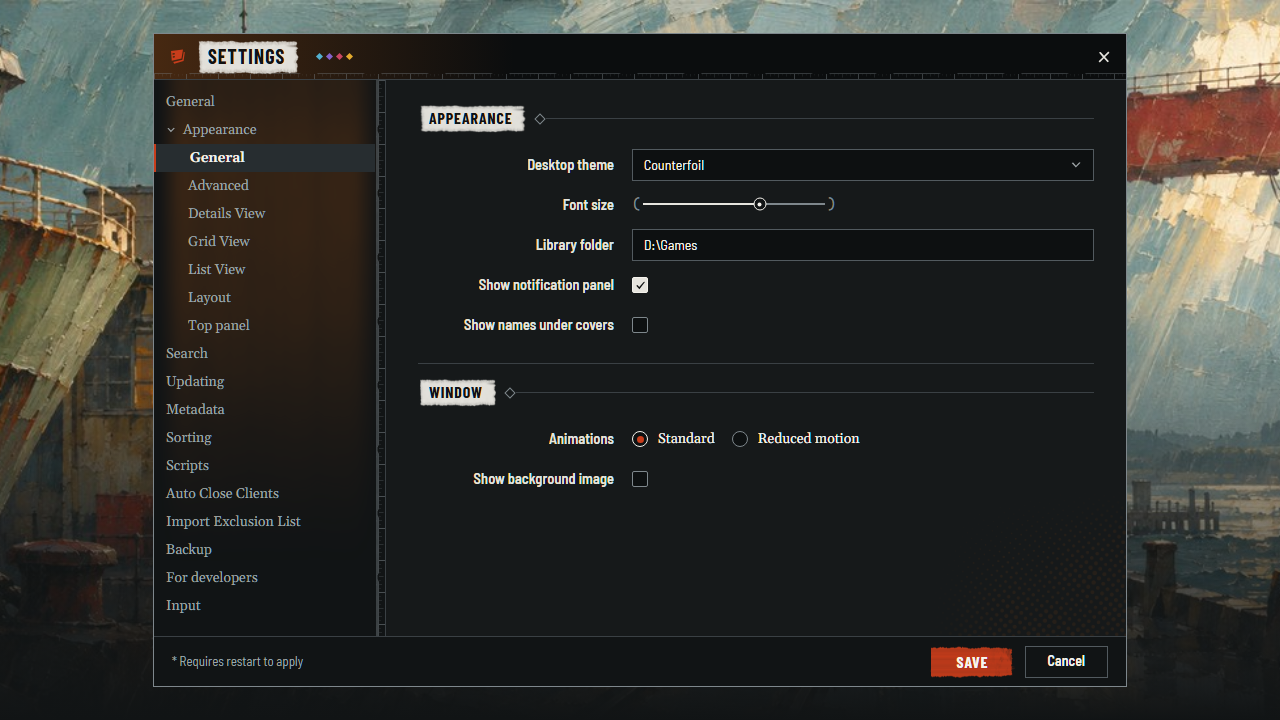 SETTINGS
General
Appearance
General
Advanced
Details View
Grid View
List View
Layout
Top panel
Search
Updating
Metadata
Sorting
Scripts
Auto Close Clients
Import Exclusion List
Backup
For developers
Input
APPEARANCE
Desktop theme Counterfoil
Font size
Library folder D:\Games
Show notification panel
Show names under covers
WINDOW
Animations Standard Reduced motion
Show background image
* Requires restart to apply
SAVE Cancel